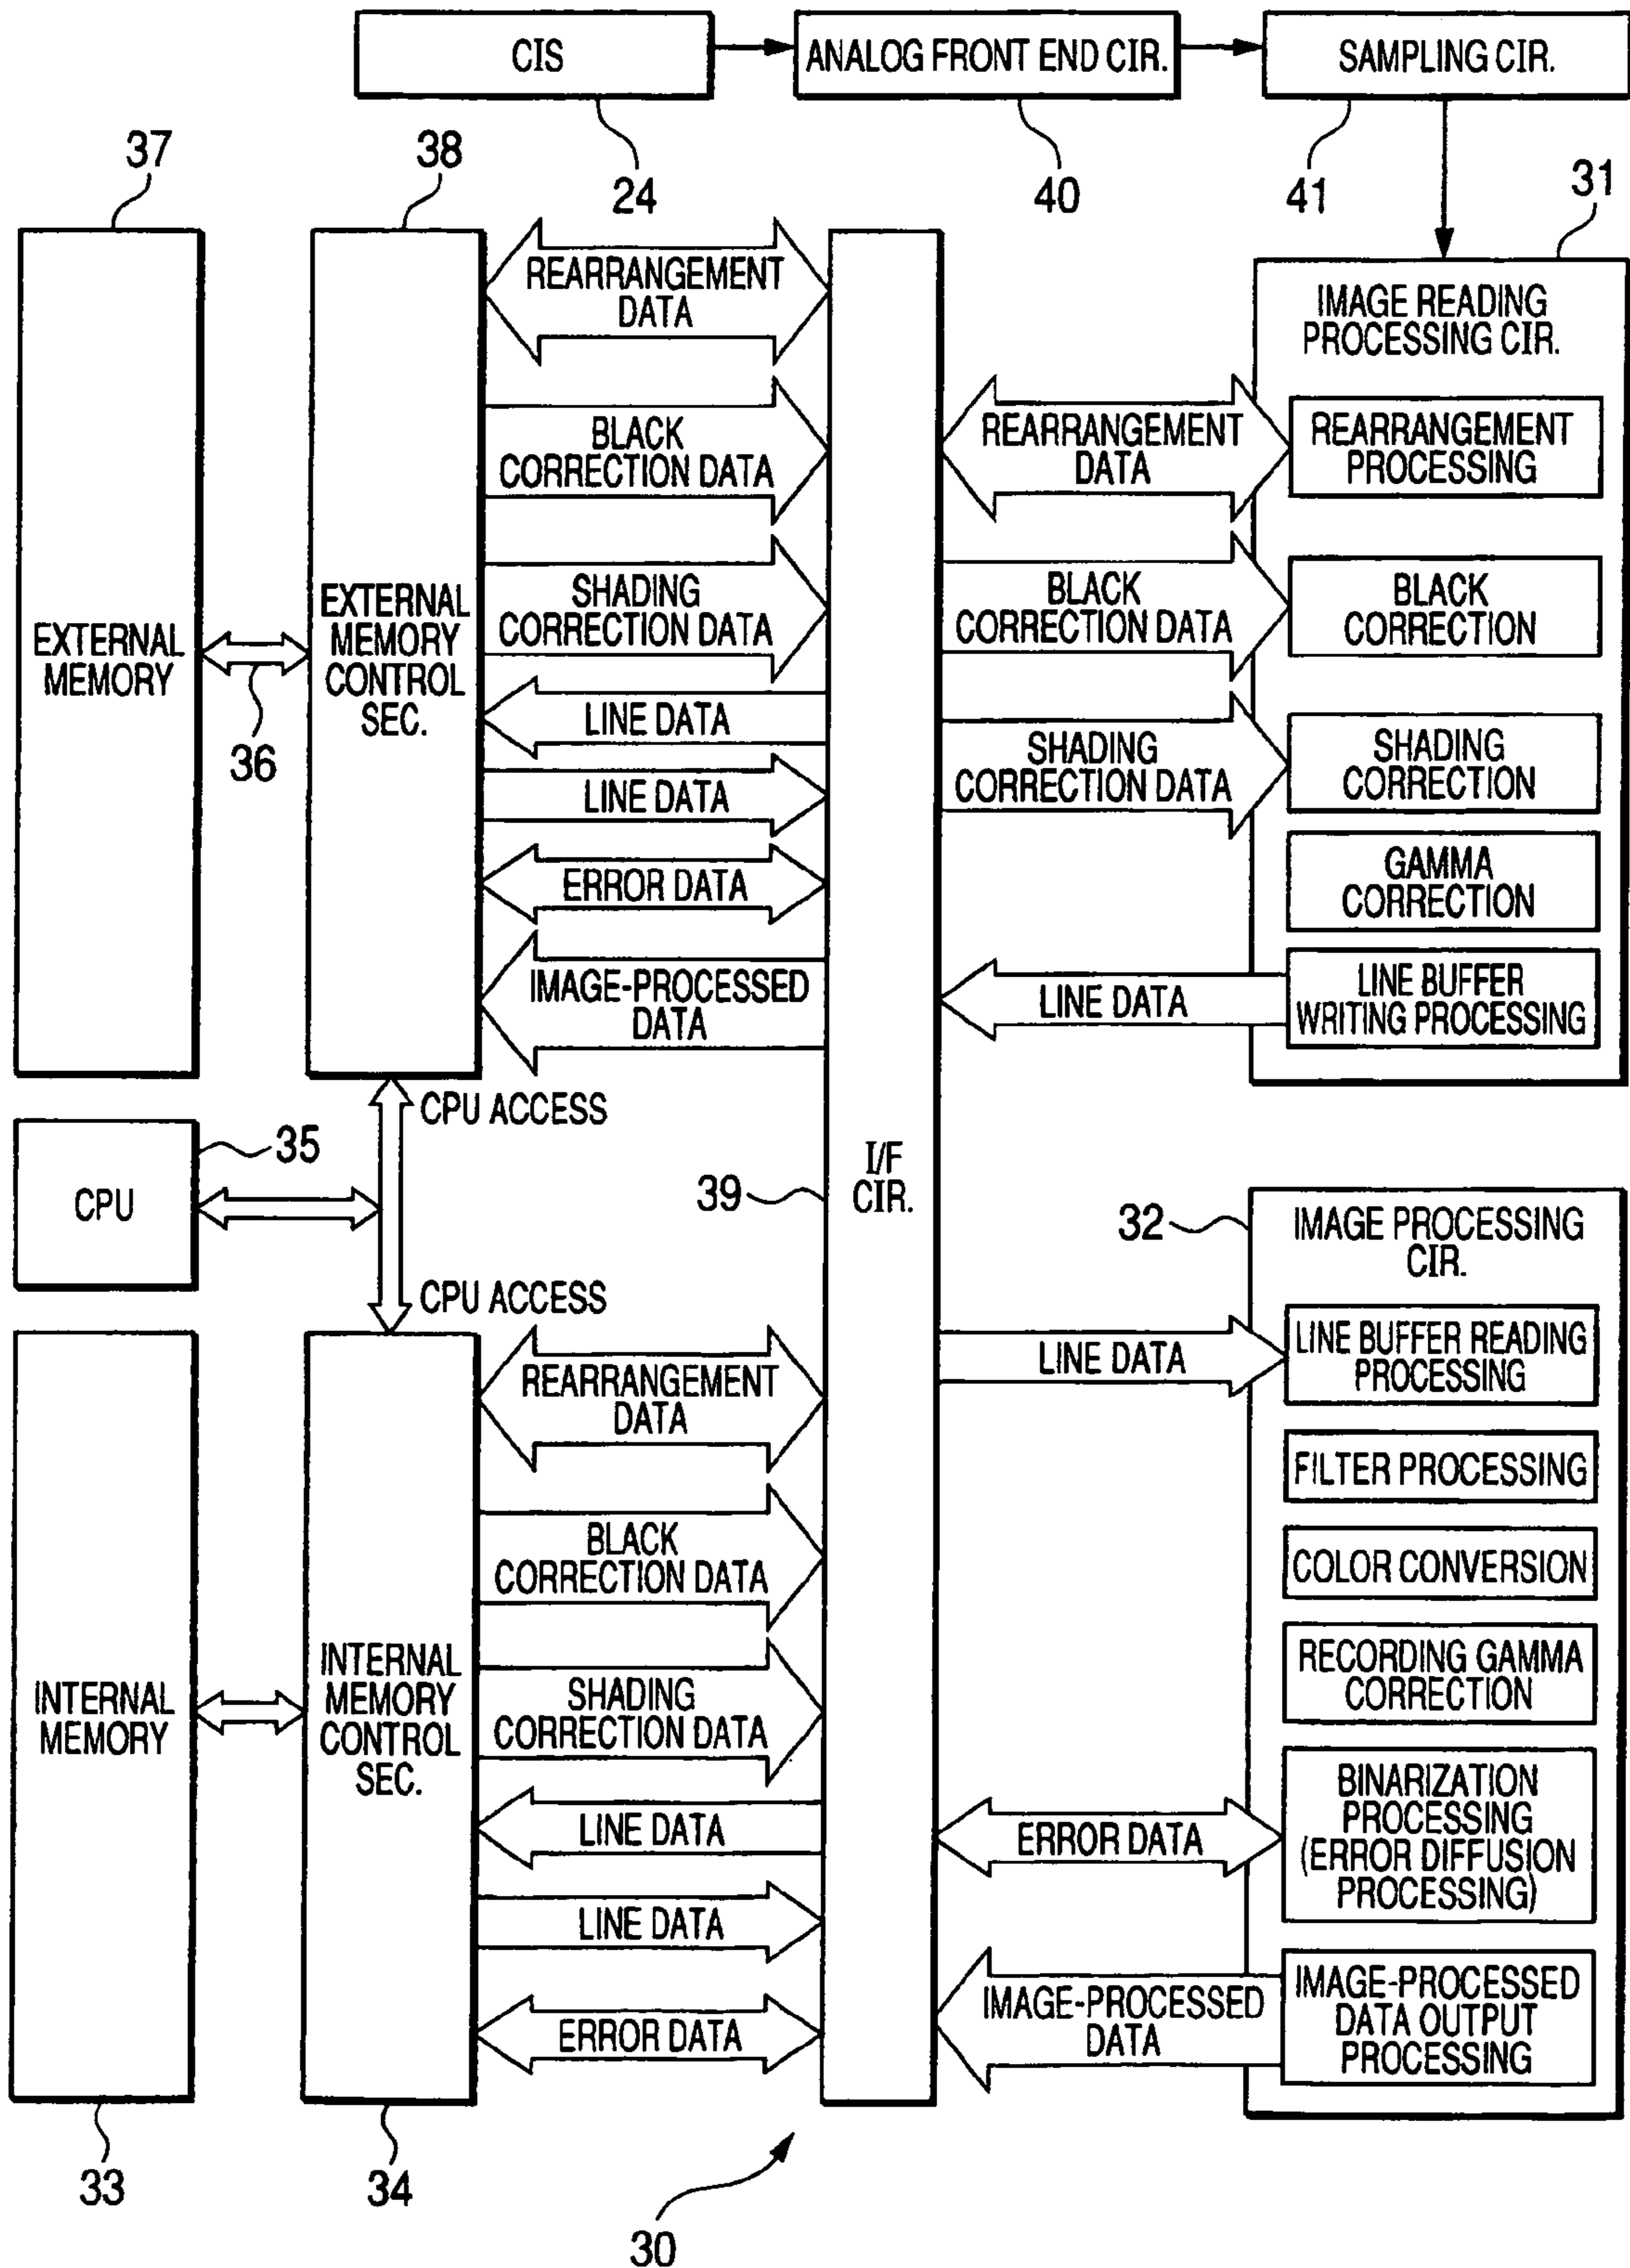 CIS
ANALOG FRONT END CIR.
SAMPLING CIR.
24
40
41
37
38
31
EXTERNAL
MEMORY
36
EXTERNAL
MEMORY
CONTROL
SEC.
REARRANGEMENT
DATA
BLACK
CORRECTION DATA
SHADING
CORRECTION DATA
LINE DATA
LINE DATA
ERROR DATA
IMAGE-PROCESSED
DATA
REARRANGEMENT
DATA
BLACK
CORRECTION DATA
SHADING
CORRECTION DATA
LINE DATA
IMAGE READING
PROCESSING CIR.
REARRANGEMENT
PROCESSING
BLACK
CORRECTION
SHADING
CORRECTION
GAMMA
CORRECTION
LINE BUFFER
WRITING PROCESSING
CPU ACCESS
35
CPU
CPU ACCESS
39
I/F
CIR.
32
IMAGE PROCESSING
CIR.
INTERNAL
MEMORY
INTERNAL
MEMORY
CONTROL
SEC.
REARRANGEMENT
DATA
BLACK
CORRECTION DATA
SHADING
CORRECTION DATA
LINE DATA
LINE DATA
ERROR DATA
LINE DATA
ERROR DATA
IMAGE-PROCESSED
DATA
LINE BUFFER READING
PROCESSING
FILTER PROCESSING
COLOR CONVERSION
RECORDING GAMMA
CORRECTION
BINARIZATION
PROCESSING
(ERROR DIFFUSION
PROCESSING)
IMAGE-PROCESSED
DATA OUTPUT
PROCESSING
33
34
30